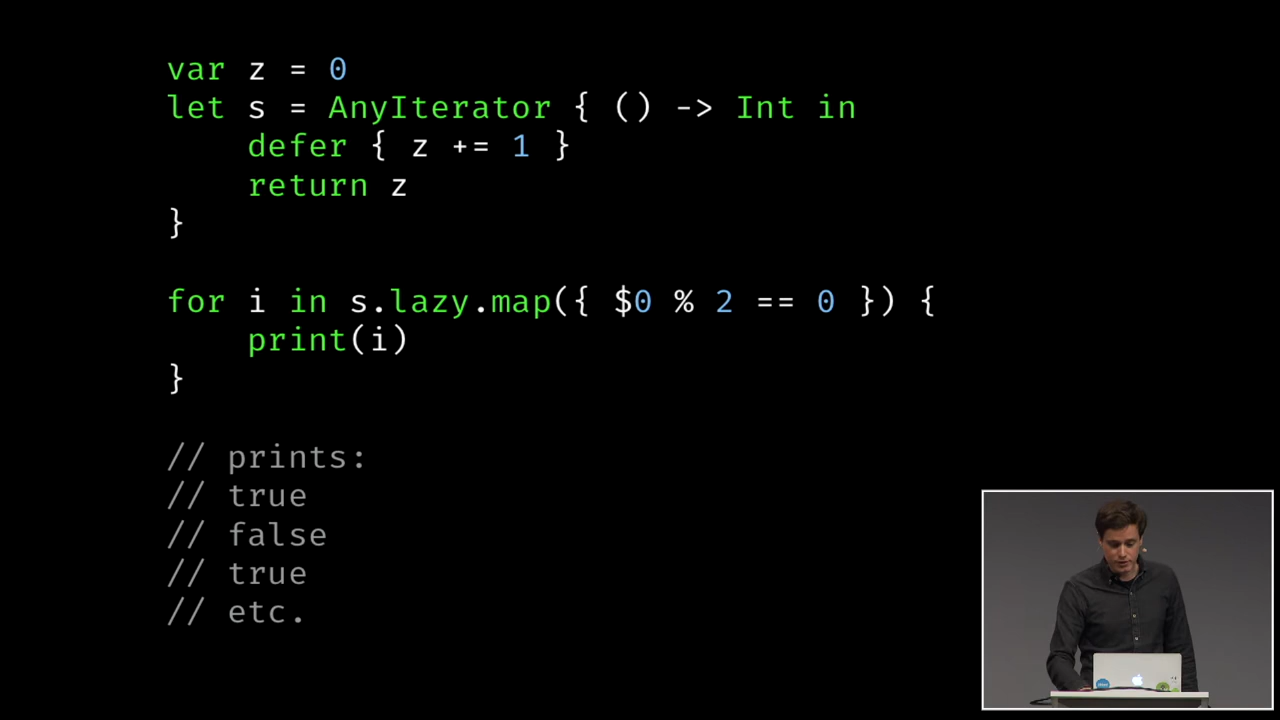 var z = 0
let s = AnyIterator { () -> Int in
    defer { z += 1 }
    return z
}
for i in s.lazy.map({ $0 % 2 == 0 }) {
    print(i)
}
// prints:
// true
// false
// true
// etc.